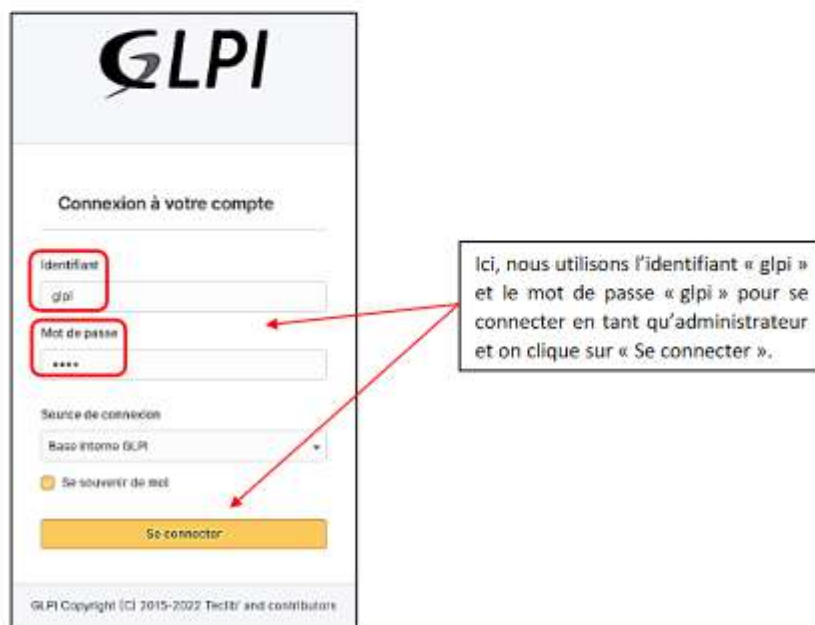 GLPI
Connexion à votre compte
Identifiant
glpi
Mot de passe
••••
Source de connexion
Base interne GLPI
Se souvenir de moi
Se connecter
GLPI Copyright (C) 2015-2022 Teclib' and contributors
Ici, nous utilisons l'identifiant « glpi »
et le mot de passe « glpi » pour se
connecter en tant qu'administrateur
et on clique sur « Se connecter ».